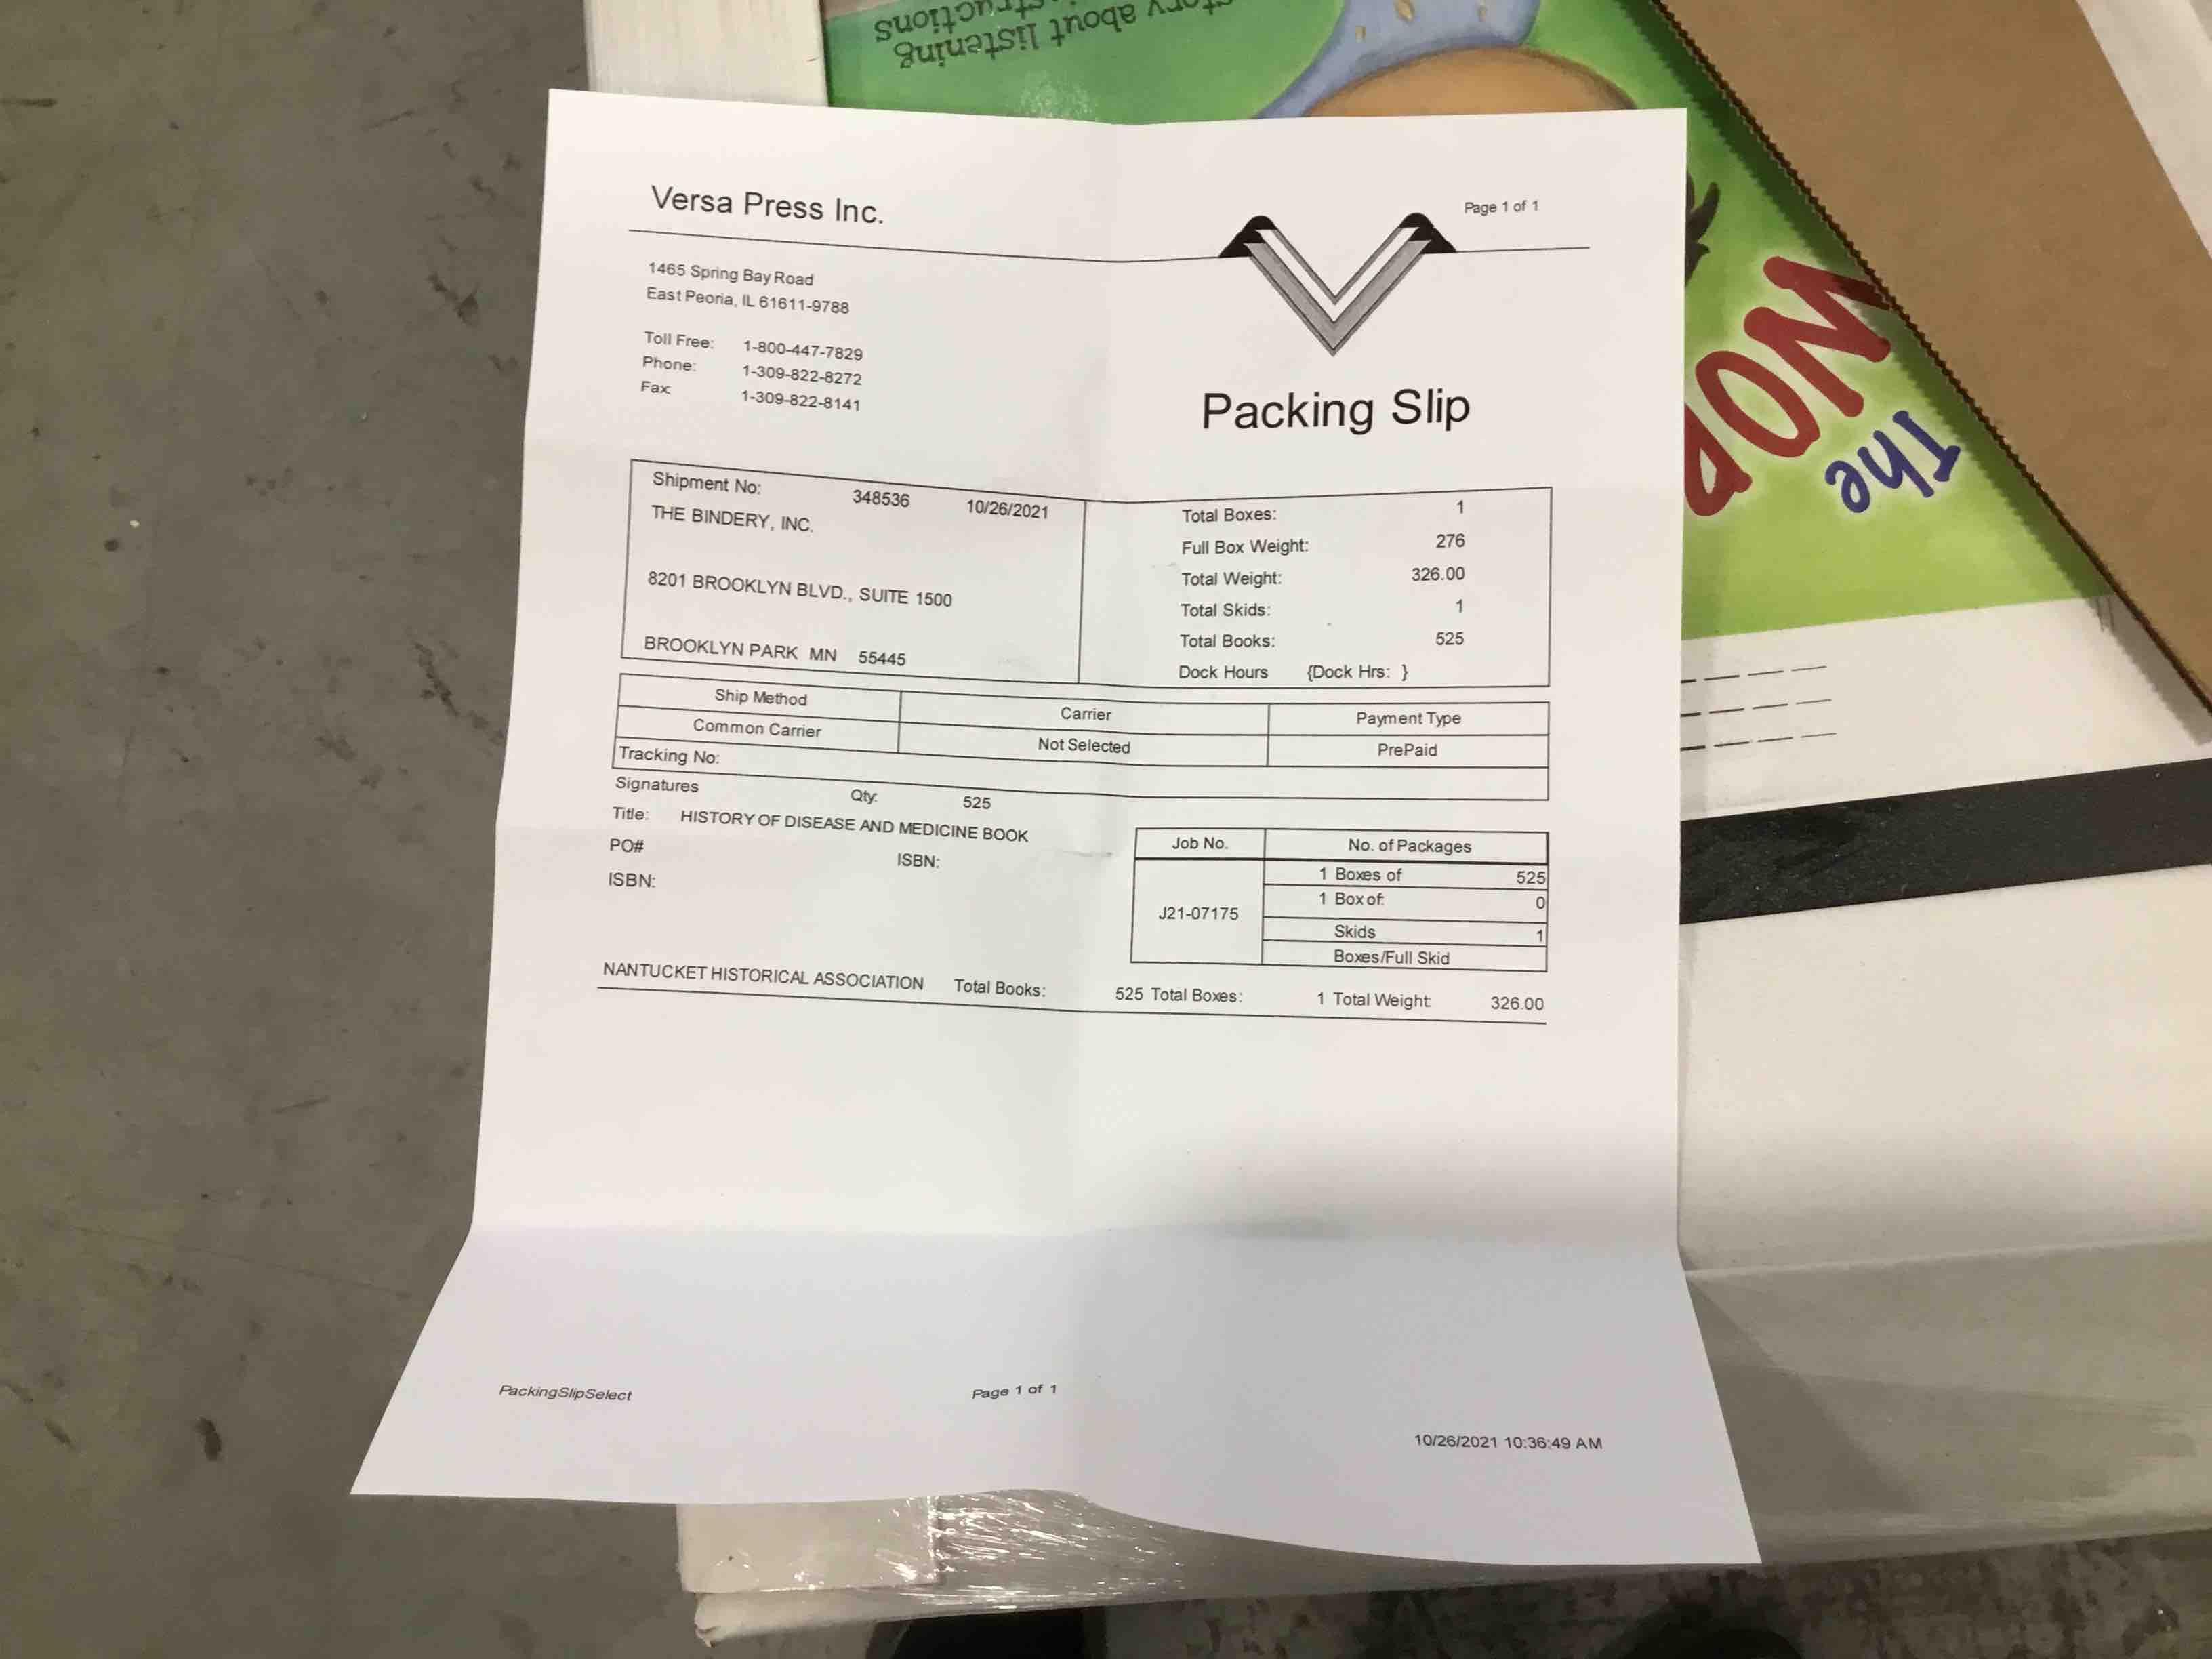 story about listening
Versa Press Inc.
Page 1 of 1
1465 Spring Bay Road
East Peoria, IL 61611-9788
Toll Free: 1-800-447-7829
Phone: 1-309-822-8272
Fax: 1-309-822-8141
Packing Slip
Shipment No: 348536 10/26/2021
THE BINDERY, INC.
8201 BROOKLYN BLVD., SUITE 1500
BROOKLYN PARK MN 55445
Total Boxes: 1
Full Box Weight: 276
Total Weight: 326.00
Total Skids: 1
Total Books: 525
Dock Hours {Dock Hrs: }
Ship Method Carrier Payment Type
Common Carrier Not Selected PrePaid
Tracking No:
Signatures Qty: 525
Title: HISTORY OF DISEASE AND MEDICINE BOOK
PO# ISBN:
ISBN:
Job No. No. of Packages
J21-07175
1 Boxes of 525
1 Box of: 0
Skids 1
Boxes/Full Skid
NANTUCKET HISTORICAL ASSOCIATION Total Books: 525 Total Boxes: 1 Total Weight: 326.00
PackingSlipSelect
Page 1 of 1
10/26/2021 10:36:49 AM
The